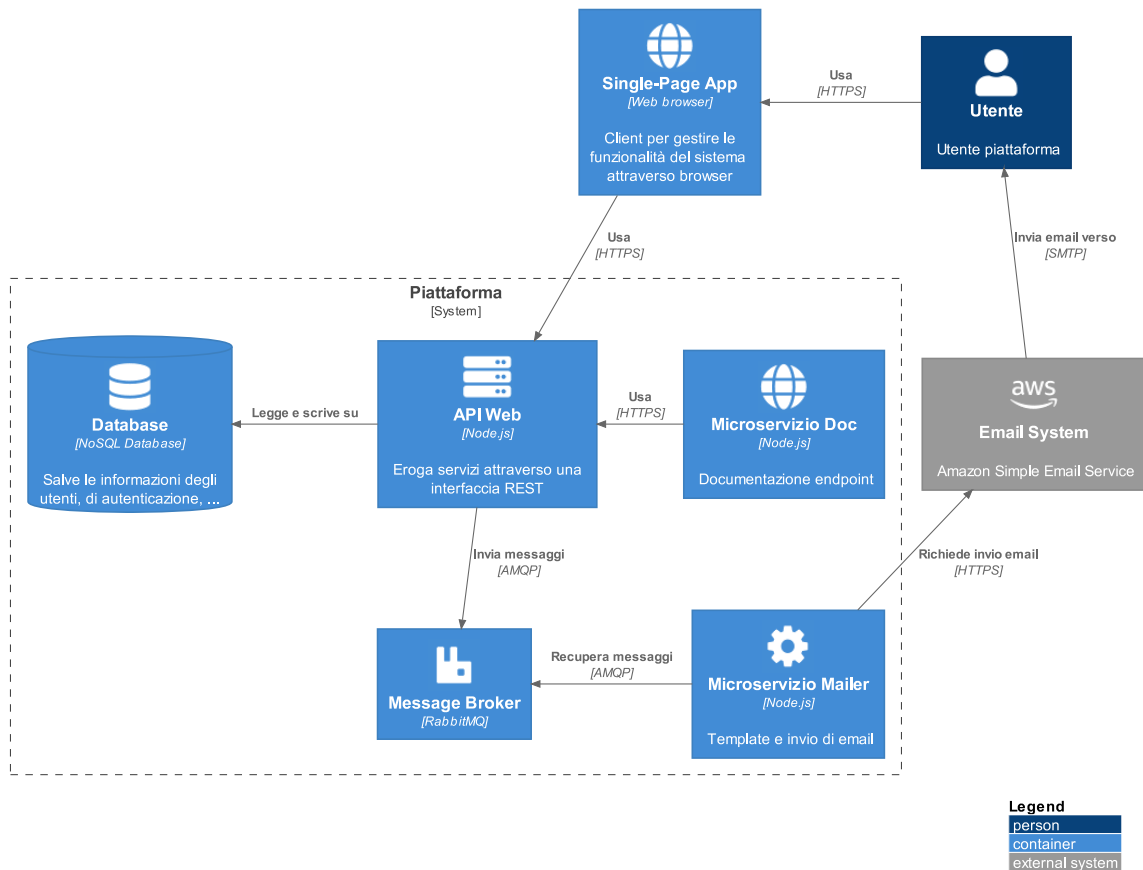 Single-Page App
[Web browser]
Client per gestire le
funzionalità del sistema
attraverso browser
Usa
[HTTPS]
Utente
Utente piattaforma
Usa
[HTTPS]
Invia email verso
[SMTP]
Piattaforma
[System]
Database
[NoSQL Database]
Salve le informazioni degli
utenti, di autenticazione, ...
Legge e scrive su
API Web
[Node.js]
Eroga servizi attraverso una
interfaccia REST
Usa
[HTTPS]
Microservizio Doc
[Node.js]
Documentazione endpoint
aws
Email System
Amazon Simple Email Service
Invia messaggi
[AMQP]
Richiede invio email
[HTTPS]
Message Broker
[RabbitMQ]
Recupera messaggi
[AMQP]
Microservizio Mailer
[Node.js]
Template e invio di email
Legend
person
container
external system